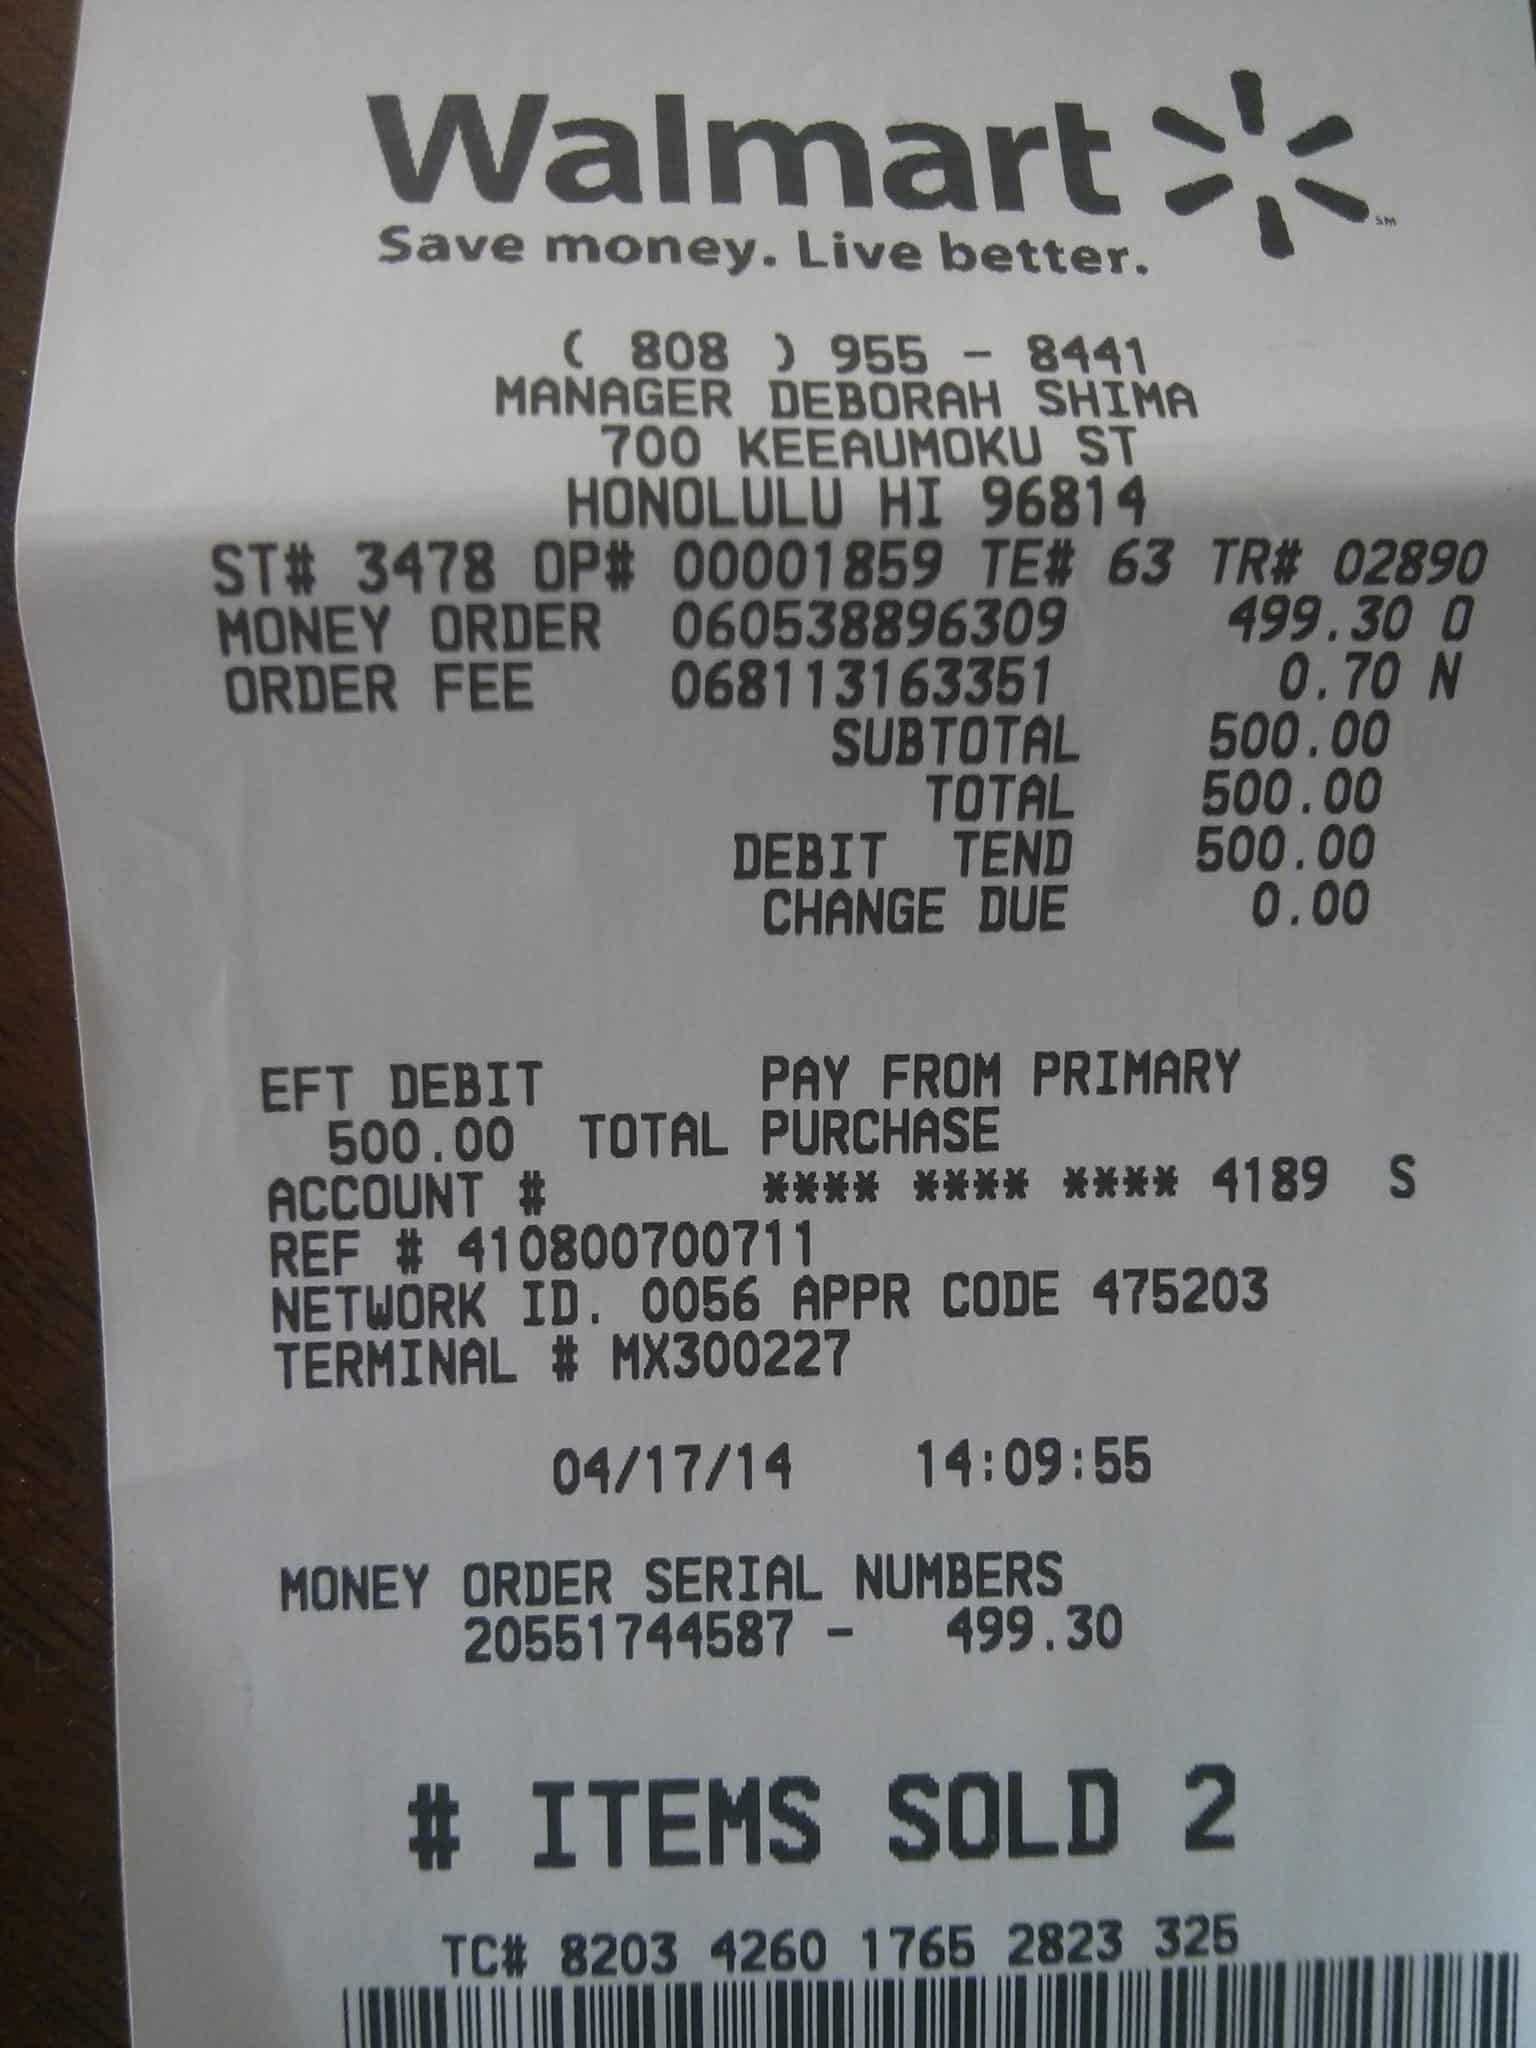 Walmart
SM
Save money. Live better.
( 808 ) 955 - 8441
MANAGER DEBORAH SHIMA
700 KEEAUMOKU ST
HONOLULU HI 96814
ST# 3478 OP# 00001859 TE# 63 TR# 02890
MONEY ORDER 060538896309 499.30 O
ORDER FEE 068113163351 0.70 N
SUBTOTAL 500.00
TOTAL 500.00
DEBIT TEND 500.00
CHANGE DUE 0.00
EFT DEBIT PAY FROM PRIMARY
500.00 TOTAL PURCHASE
ACCOUNT # **** **** **** 4189 S
REF # 410800700711
NETWORK ID. 0056 APPR CODE 475203
TERMINAL # MX300227
04/17/14 14:09:55
MONEY ORDER SERIAL NUMBERS
20551744587 - 499.30
# ITEMS SOLD 2
TC# 8203 4260 1765 2823 325